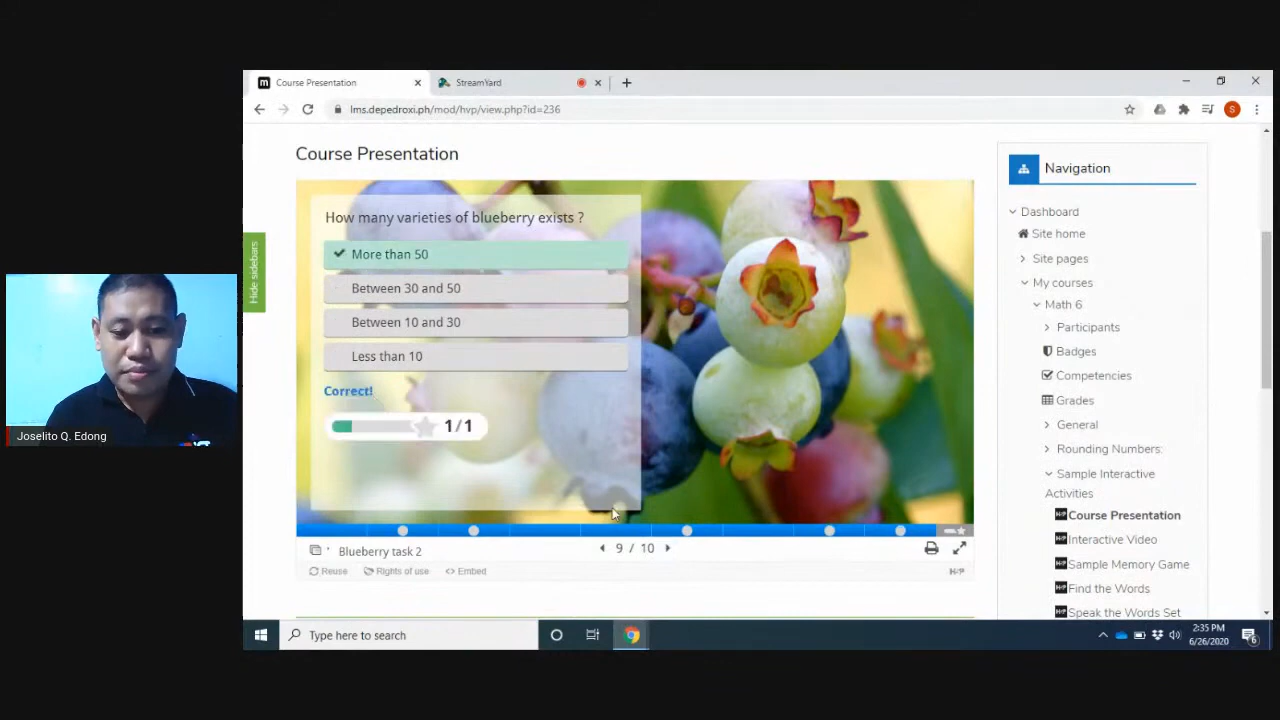 Course Presentation
StreamYard
lms.depedroxi.ph/mod/hvp/view.php?id=236
S
Course Presentation
Hide sidebars
How many varieties of blueberry exists ?
More than 50
Between 30 and 50
Between 10 and 30
Less than 10
Correct!
1/1
Blueberry task 2
9 / 10
Reuse
Rights of use
<> Embed
H5P
Navigation
Dashboard
Site home
Site pages
My courses
Math 6
Participants
Badges
Competencies
Grades
General
Rounding Numbers:
Sample Interactive
Activities
Course Presentation
Interactive Video
Sample Memory Game
Find the Words
Speak the Words Set
Joselito Q. Edong
Type here to search
2:35 PM
6/26/2020
6